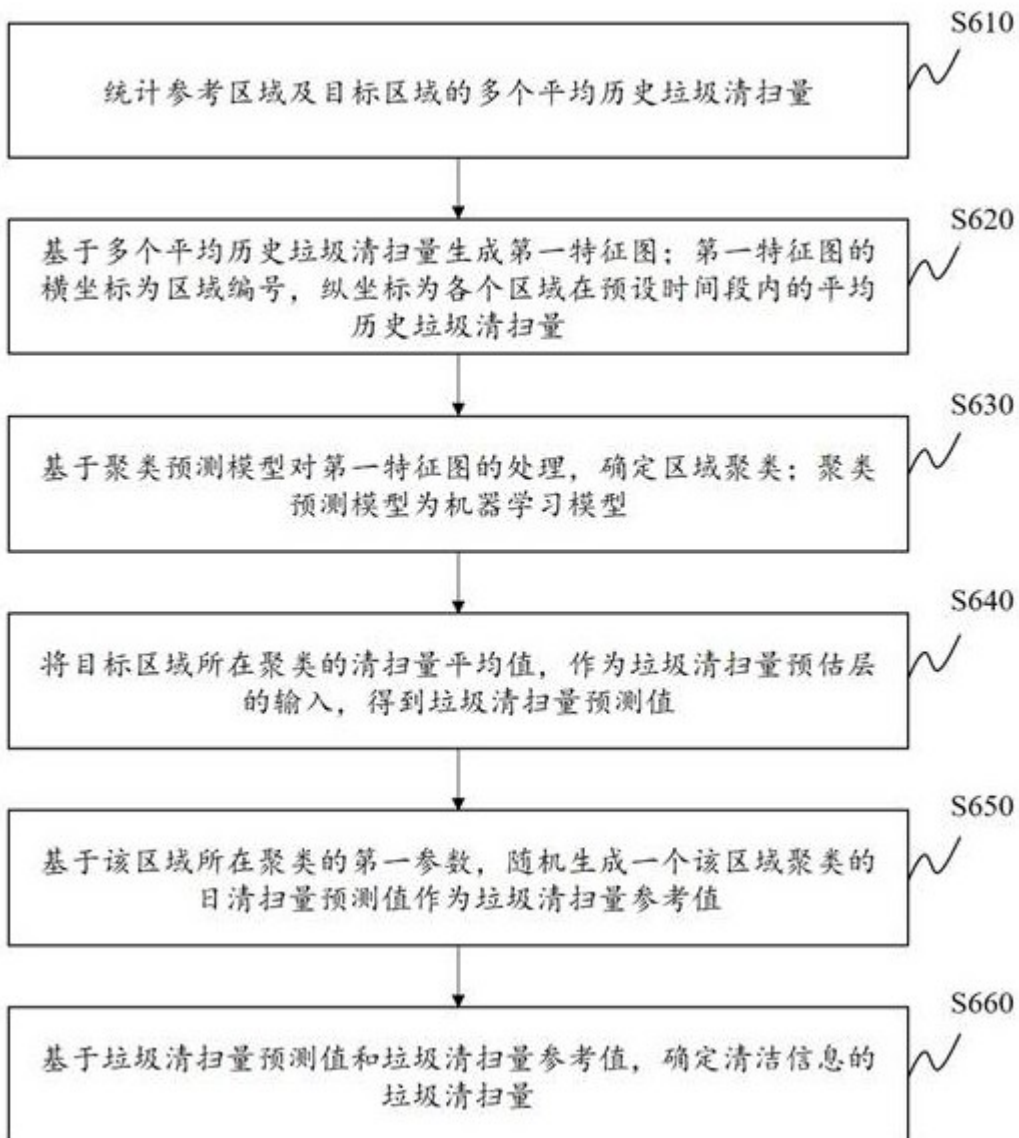 S610
统计参考区域及目标区域的多个平均历史垃圾清扫量
S620
基于多个平均历史垃圾清扫量生成第一特征图；第一特征图的
横坐标为区域编号，纵坐标为各个区域在预设时间段内的平均
历史垃圾清扫量
S630
基于聚类预测模型对第一特征图的处理，确定区域聚类；聚类
预测模型为机器学习模型
S640
将目标区域所在聚类的清扫量平均值，作为垃圾清扫量预估层
的输入，得到垃圾清扫量预测值
S650
基于该区域所在聚类的第一参数，随机生成一个该区域聚类的
日清扫量预测值作为垃圾清扫量参考值
S660
基于垃圾清扫量预测值和垃圾清扫量参考值，确定清洁信息的
垃圾清扫量